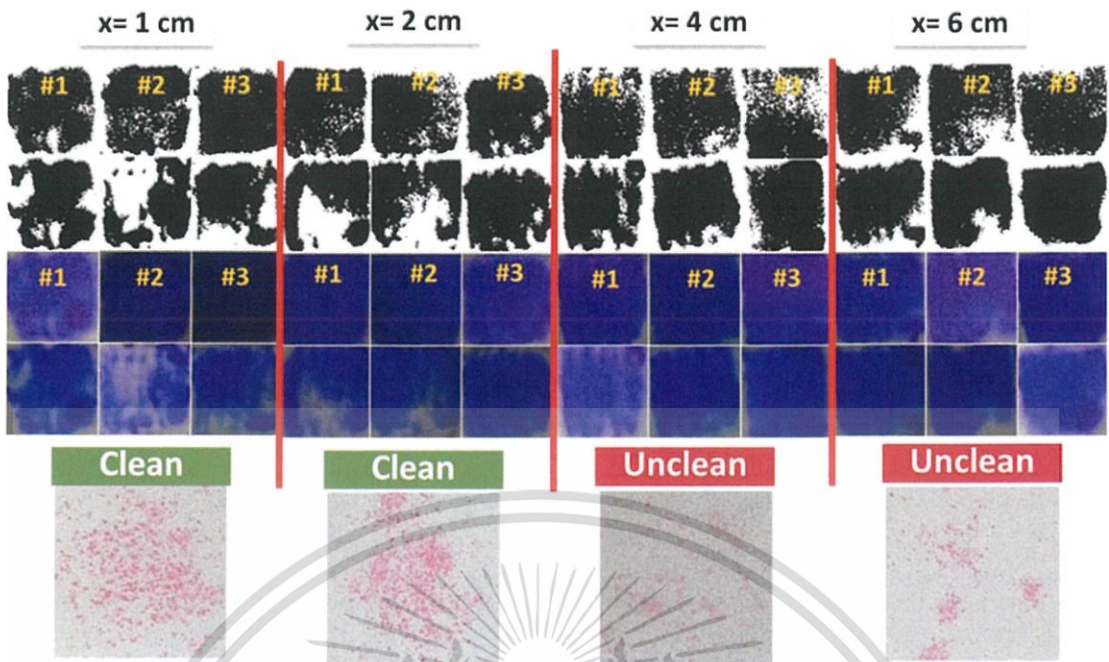 x= 1 cm x= 2 cm x= 4 cm x= 6 cm
#1 #2 #3 #1 #2 #3 #1 #2 #3 #1 #2 #3
#1 #2 #3 #1 #2 #3 #1 #2 #3 #1 #2 #3
Clean Clean Unclean Unclean